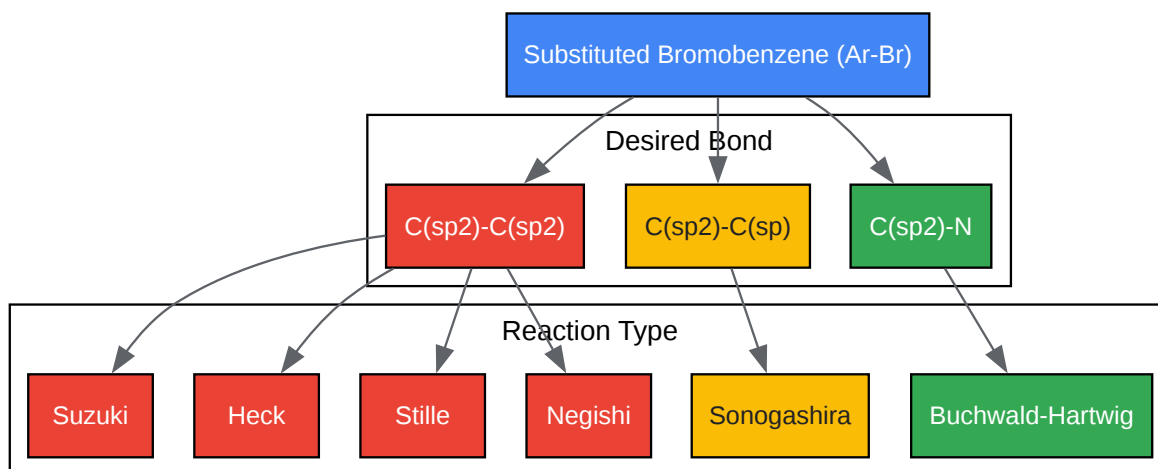 Substituted Bromobenzene (Ar-Br)
Desired Bond
C(sp2)-C(sp2)
C(sp2)-C(sp)
C(sp2)-N
Reaction Type
Suzuki
Heck
Stille
Negishi
Sonogashira
Buchwald-Hartwig